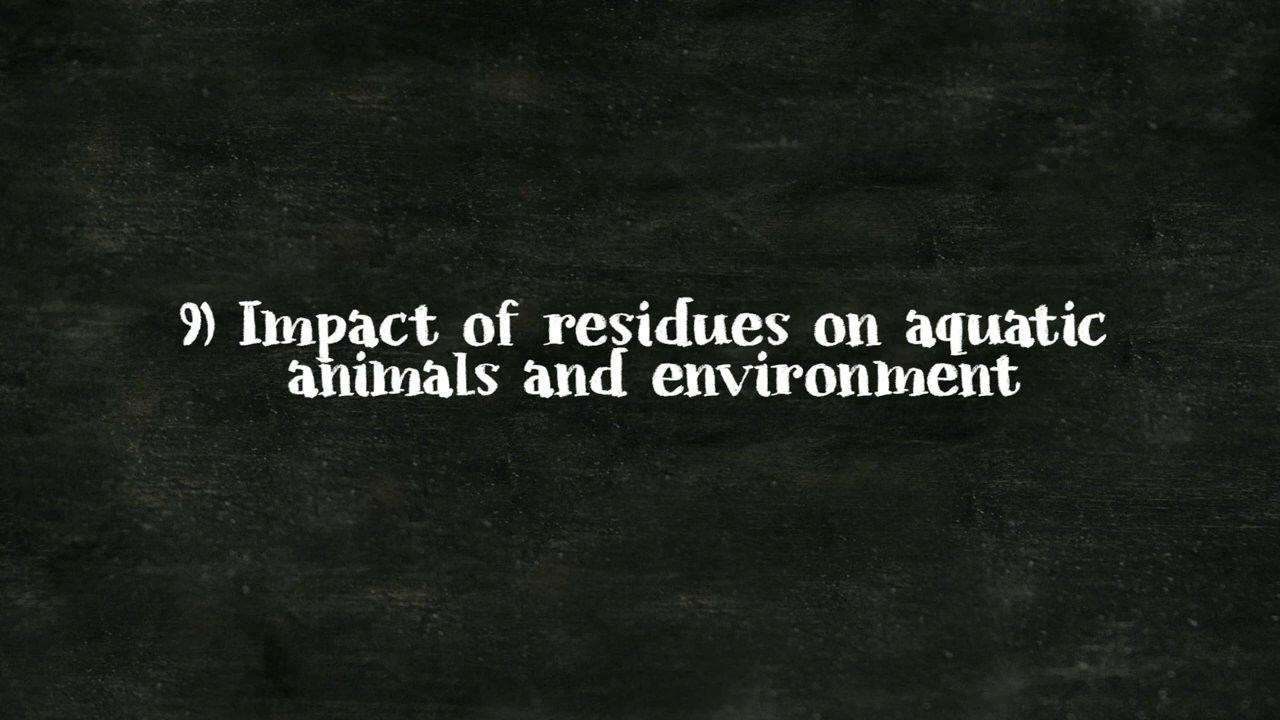 9) Impact of residues on aquatic
animals and environment